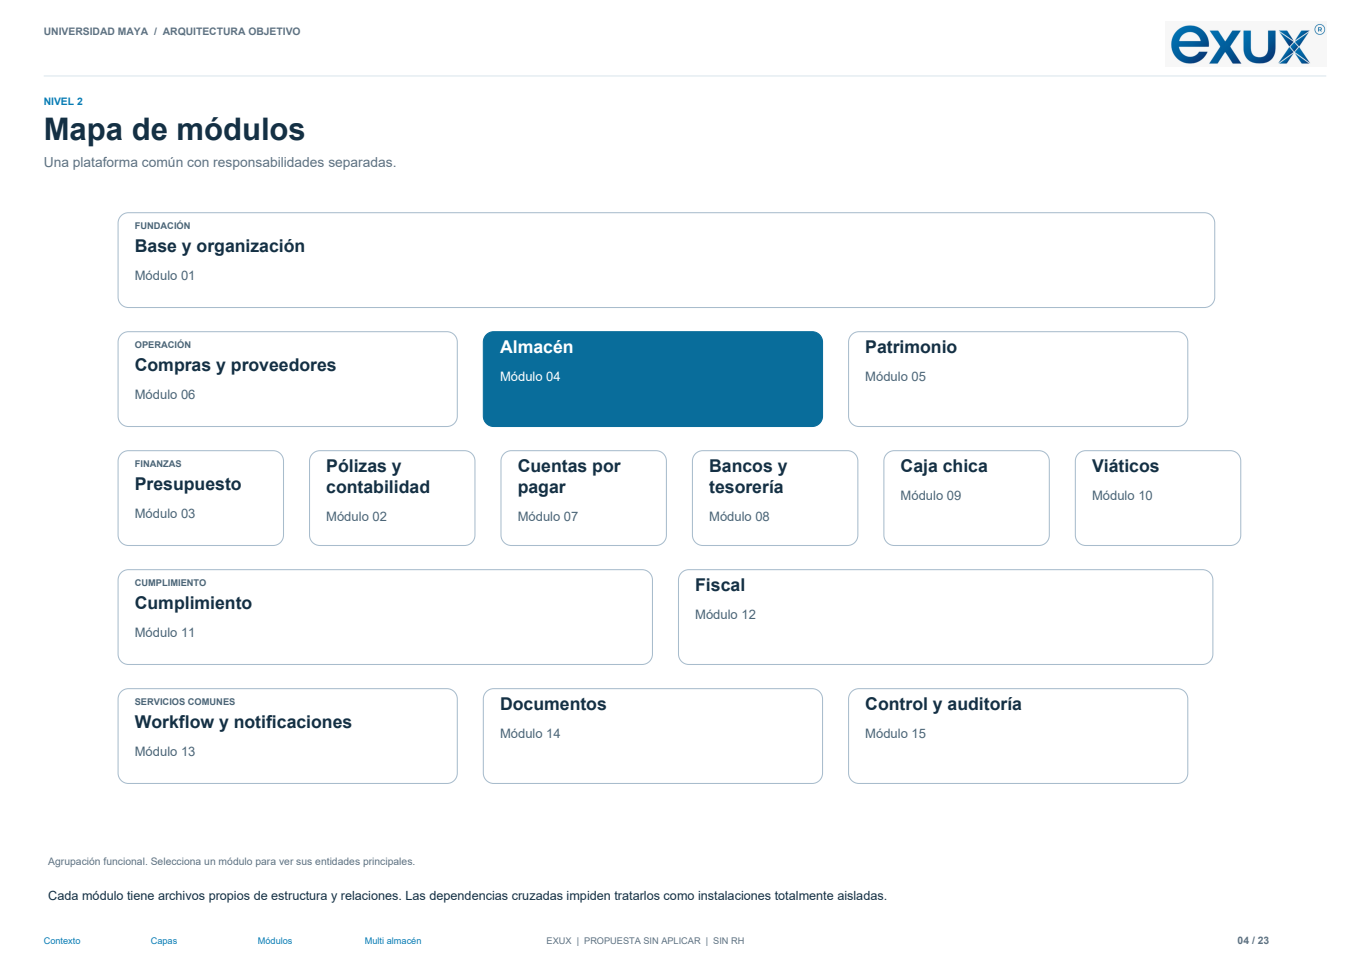 UNIVERSIDAD MAYA / ARQUITECTURA OBJETIVO
exux®
NIVEL 2
Mapa de módulos
Una plataforma común con responsabilidades separadas.
FUNDACIÓN
Base y organización
Módulo 01
OPERACIÓN
Compras y proveedores
Módulo 06
Almacén
Módulo 04
Patrimonio
Módulo 05
FINANZAS
Presupuesto
Módulo 03
Pólizas y
contabilidad
Módulo 02
Cuentas por
pagar
Módulo 07
Bancos y
tesorería
Módulo 08
Caja chica
Módulo 09
Viáticos
Módulo 10
CUMPLIMIENTO
Cumplimiento
Módulo 11
Fiscal
Módulo 12
SERVICIOS COMUNES
Workflow y notificaciones
Módulo 13
Documentos
Módulo 14
Control y auditoría
Módulo 15
Agrupación funcional. Selecciona un módulo para ver sus entidades principales.
Cada módulo tiene archivos propios de estructura y relaciones. Las dependencias cruzadas impiden tratarlos como instalaciones totalmente aisladas.
Contexto Capas Módulos Multi almacén EXUX | PROPUESTA SIN APLICAR | SIN RH 04 / 23